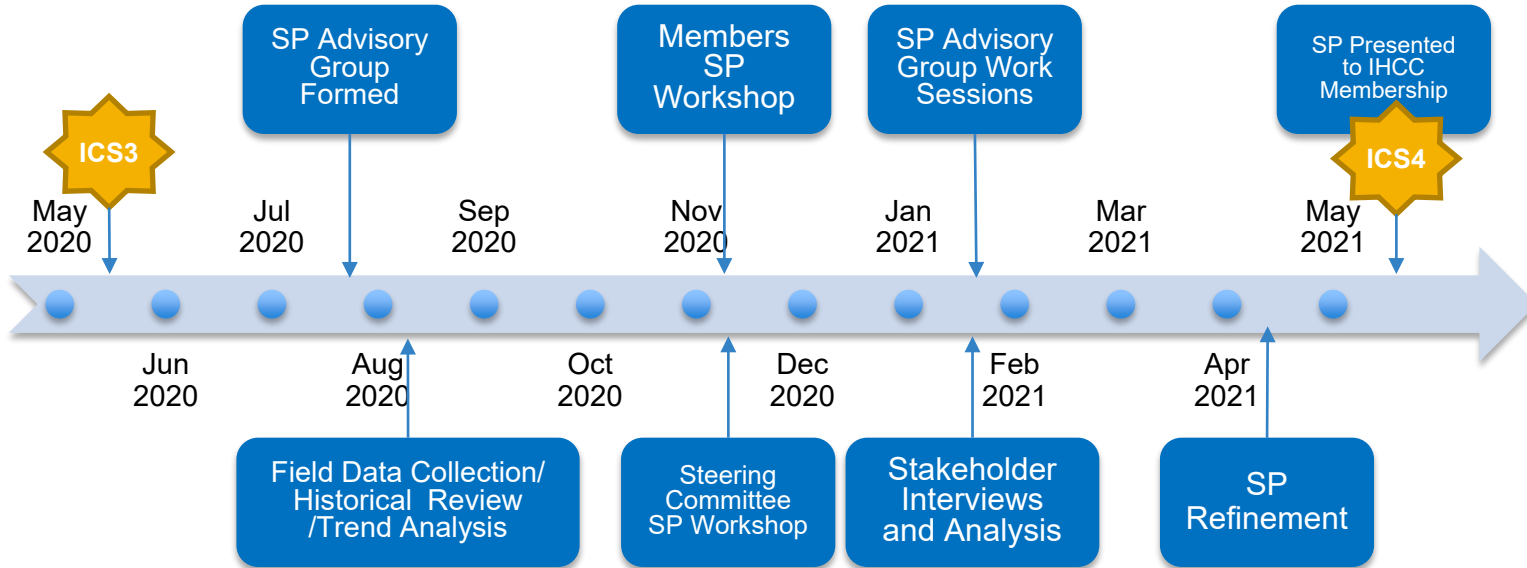 SP Advisory
Group
Formed
Members
SP
Workshop
SP Advisory
Group Work
Sessions
SP Presented
to IHCC
Membership
ICS3
ICS4
May
2020
Jul
2020
Sep
2020
Nov
2020
Jan
2021
Mar
2021
May
2021
Jun
2020
Aug
2020
Oct
2020
Dec
2020
Feb
2021
Apr
2021
Field Data Collection/
Historical Review
/Trend Analysis
Steering
Committee
SP Workshop
Stakeholder
Interviews
and Analysis
SP
Refinement